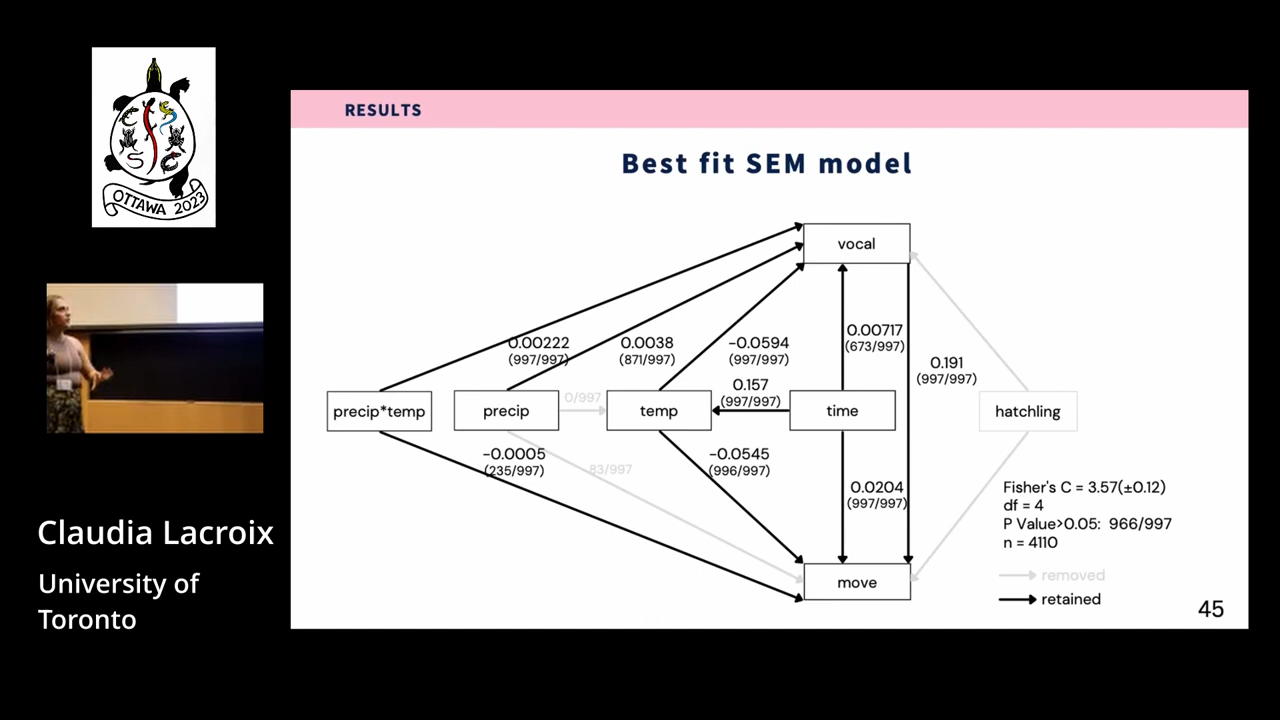 OTTAWA 2023
Claudia Lacroix
University of
Toronto
RESULTS
Best fit SEM model
vocal
0.00222
(997/997)
0.0038
(871/997)
-0.0594
(997/997)
0.00717
(673/997)
0.191
(997/997)
0.157
(997/997)
0/997
precip*temp
precip
temp
time
hatchling
-0.0005
(235/997)
83/997
-0.0545
(996/997)
0.0204
(997/997)
Fisher's C = 3.57(±0.12)
df = 4
P Value>0.05: 966/997
n = 4110
move
removed
retained
45